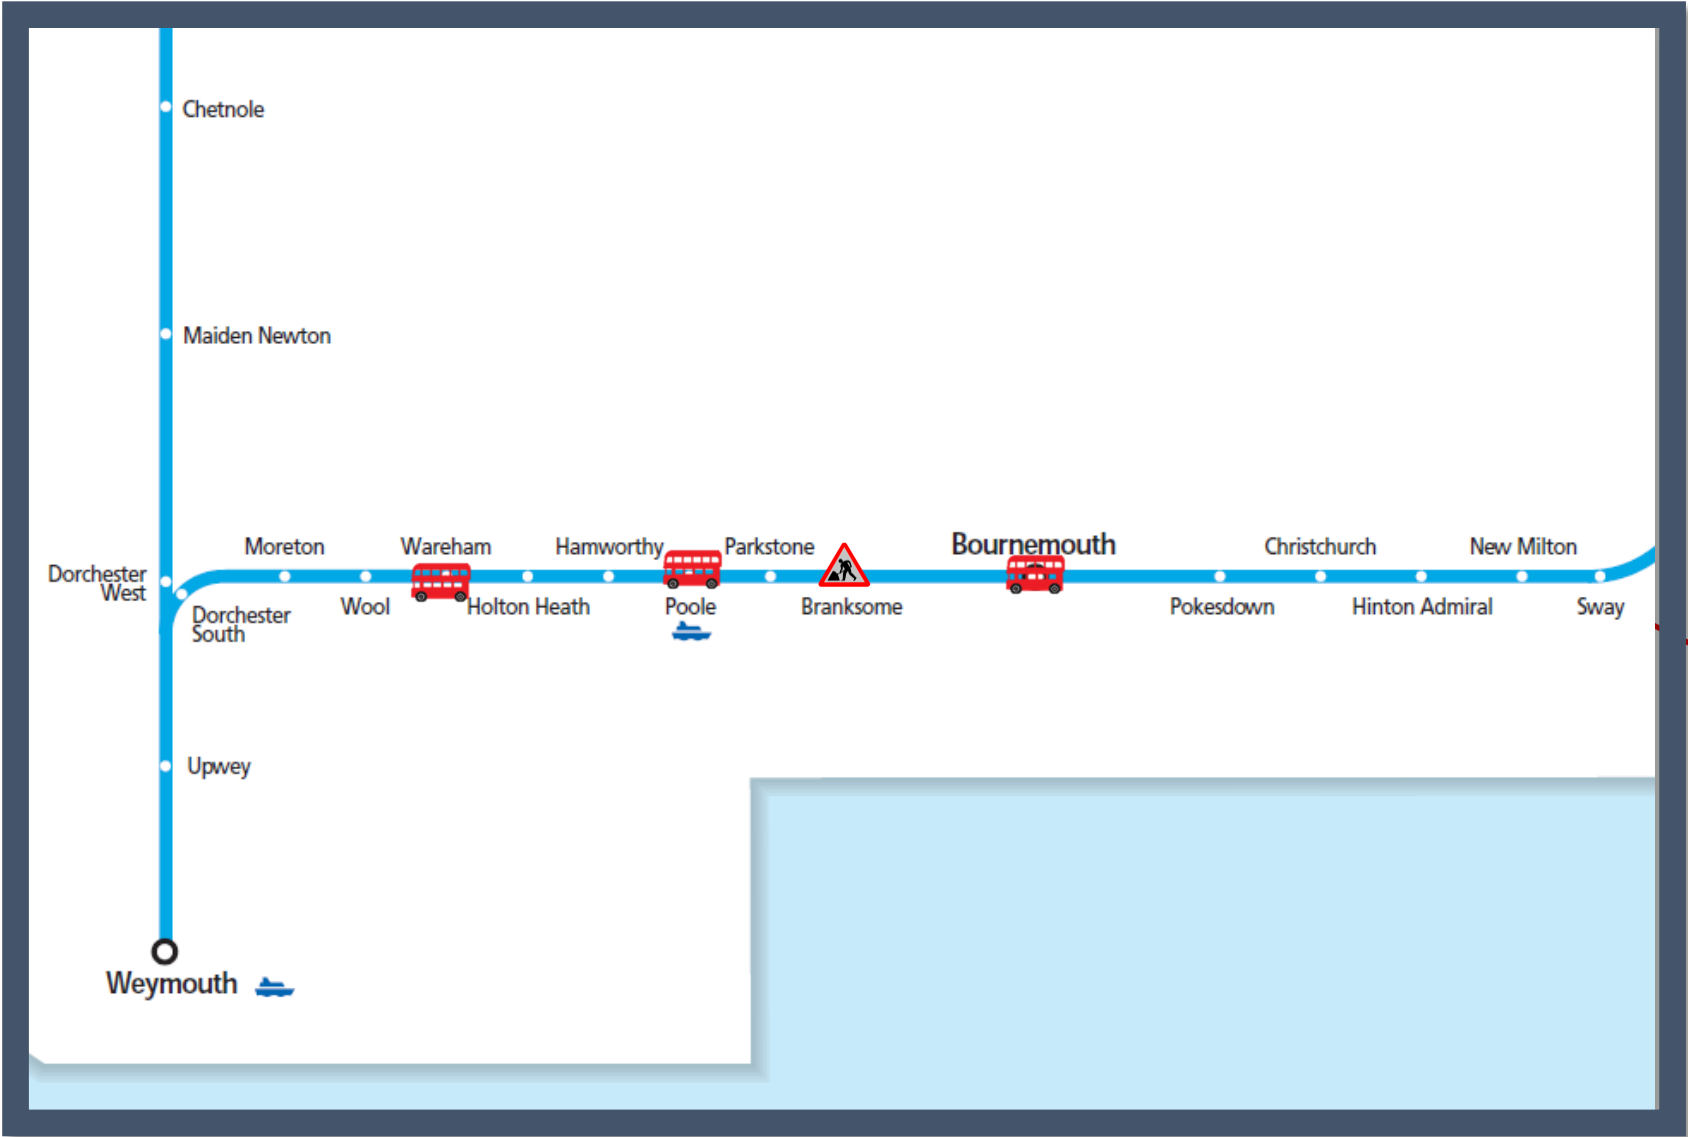 Chetnole
Maiden Newton
Bournemouth
Moreton
Wareham
Hamworthy
Parkstone
Christchurch
New Milton
Dorchester
West
Dorchester
South
Wool
Holton Heath
Poole
Branksome
Pokesdown
Hinton Admiral
Sway
Upwey
Weymouth